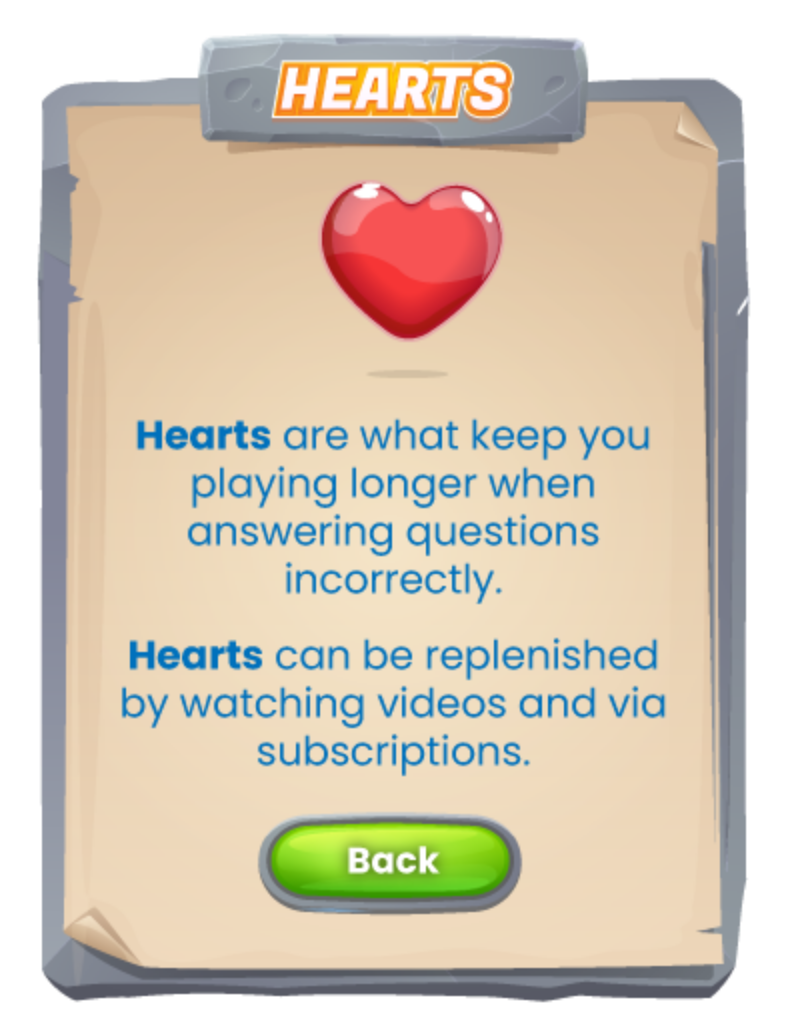 HEARTS
Hearts are what keep you
playing longer when
answering questions
incorrectly.
Hearts can be replenished
by watching videos and via
subscriptions.
Back